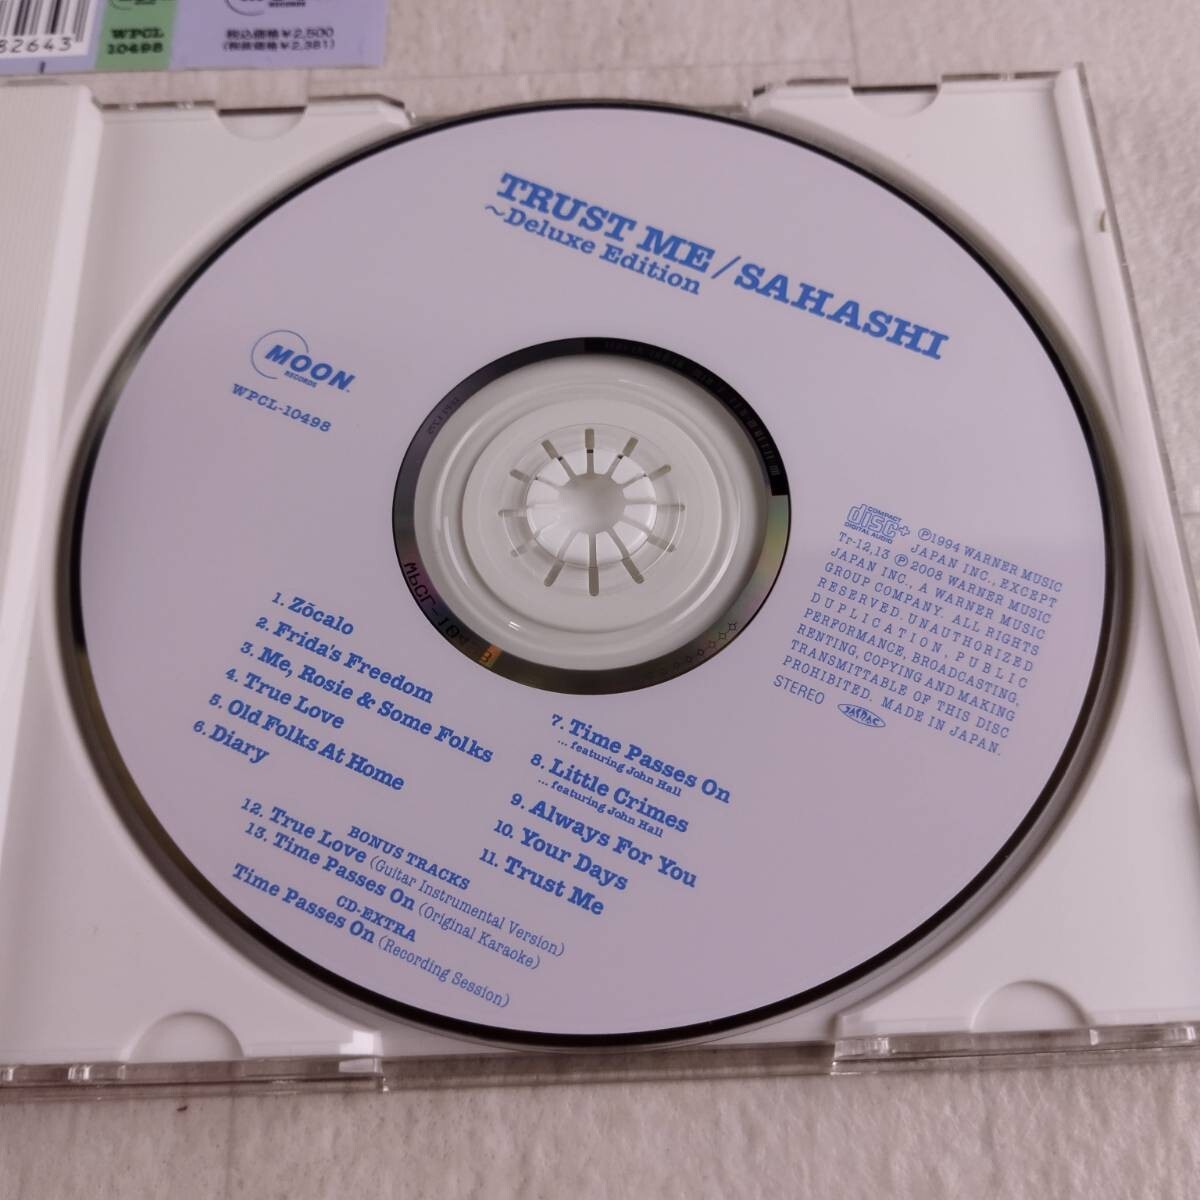 82643
WPCL
10498
RECORDS
税込価格¥2,500
(税抜価格¥2,381)
TRUST ME/SAHASHI
~Deluxe Edition
MOON
RECORDS
WPCL-10498
COMPACT
disc+
DIGITAL AUDIO
℗1994 WARNER MUSIC
JAPAN INC., EXCEPT
Tr-12,13 ℗2008 WARNER MUSIC
JAPAN INC., A WARNER MUSIC
GROUP COMPANY. ALL RIGHTS
RESERVED. UNAUTHORIZED
DUPLICATION, PUBLIC
PERFORMANCE, BROADCASTING,
RENTING, COPYING AND MAKING
TRANSMITTABLE OF THIS DISC
PROHIBITED. MADE IN JAPAN.
STEREO
JASRAC
1. Zòcalo
2. Frida's Freedom
3. Me, Rosie & Some Folks
4. True Love
5. Old Folks At Home
6. Diary
7. Time Passes On
... featuring John Hall
8. Little Crimes
... featuring John Hall
9. Always For You
10. Your Days
11. Trust Me
BONUS TRACKS
12. True Love (Guitar Instrumental Version)
13. Time Passes On (Original Karaoke)
CD-EXTRA
Time Passes On (Recording Session)